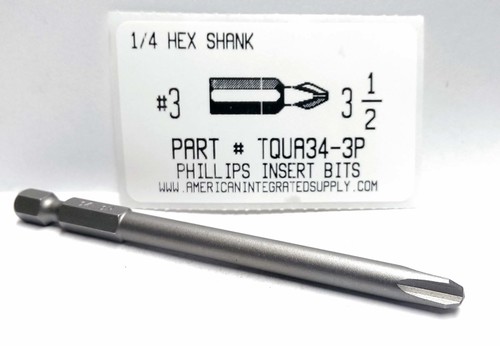 1/4 HEX SHANK
#3 3 1/2
PART # TQUA34-3P
PHILLIPS INSERT BITS
WWW.AMERICANINTEGRATEDSUPPLY.COM